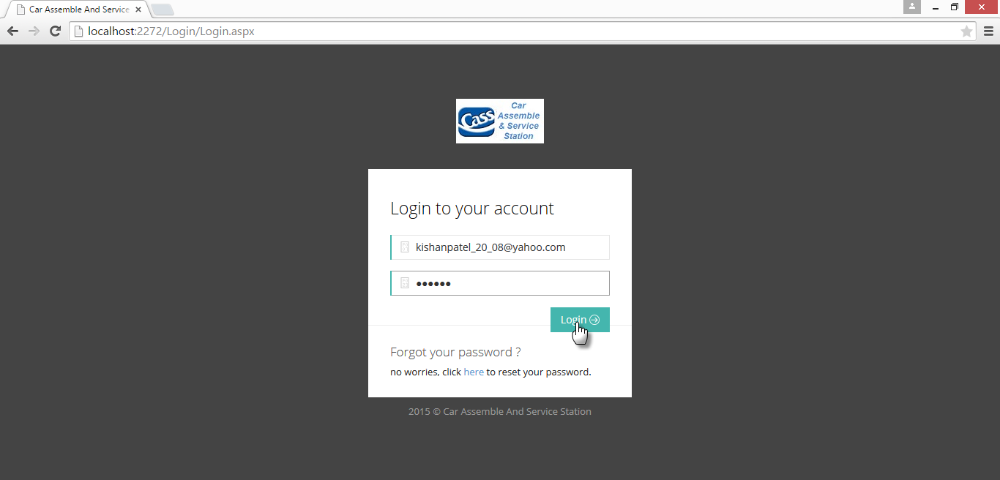 Car Assemble And Service
localhost:2272/Login/Login.aspx
Cass
Car
Assemble
& Service
Station
Login to your account
kishanpatel_20_08@yahoo.com
••••••
Login
Forgot your password ?
no worries, click here to reset your password.
2015 © Car Assemble And Service Station